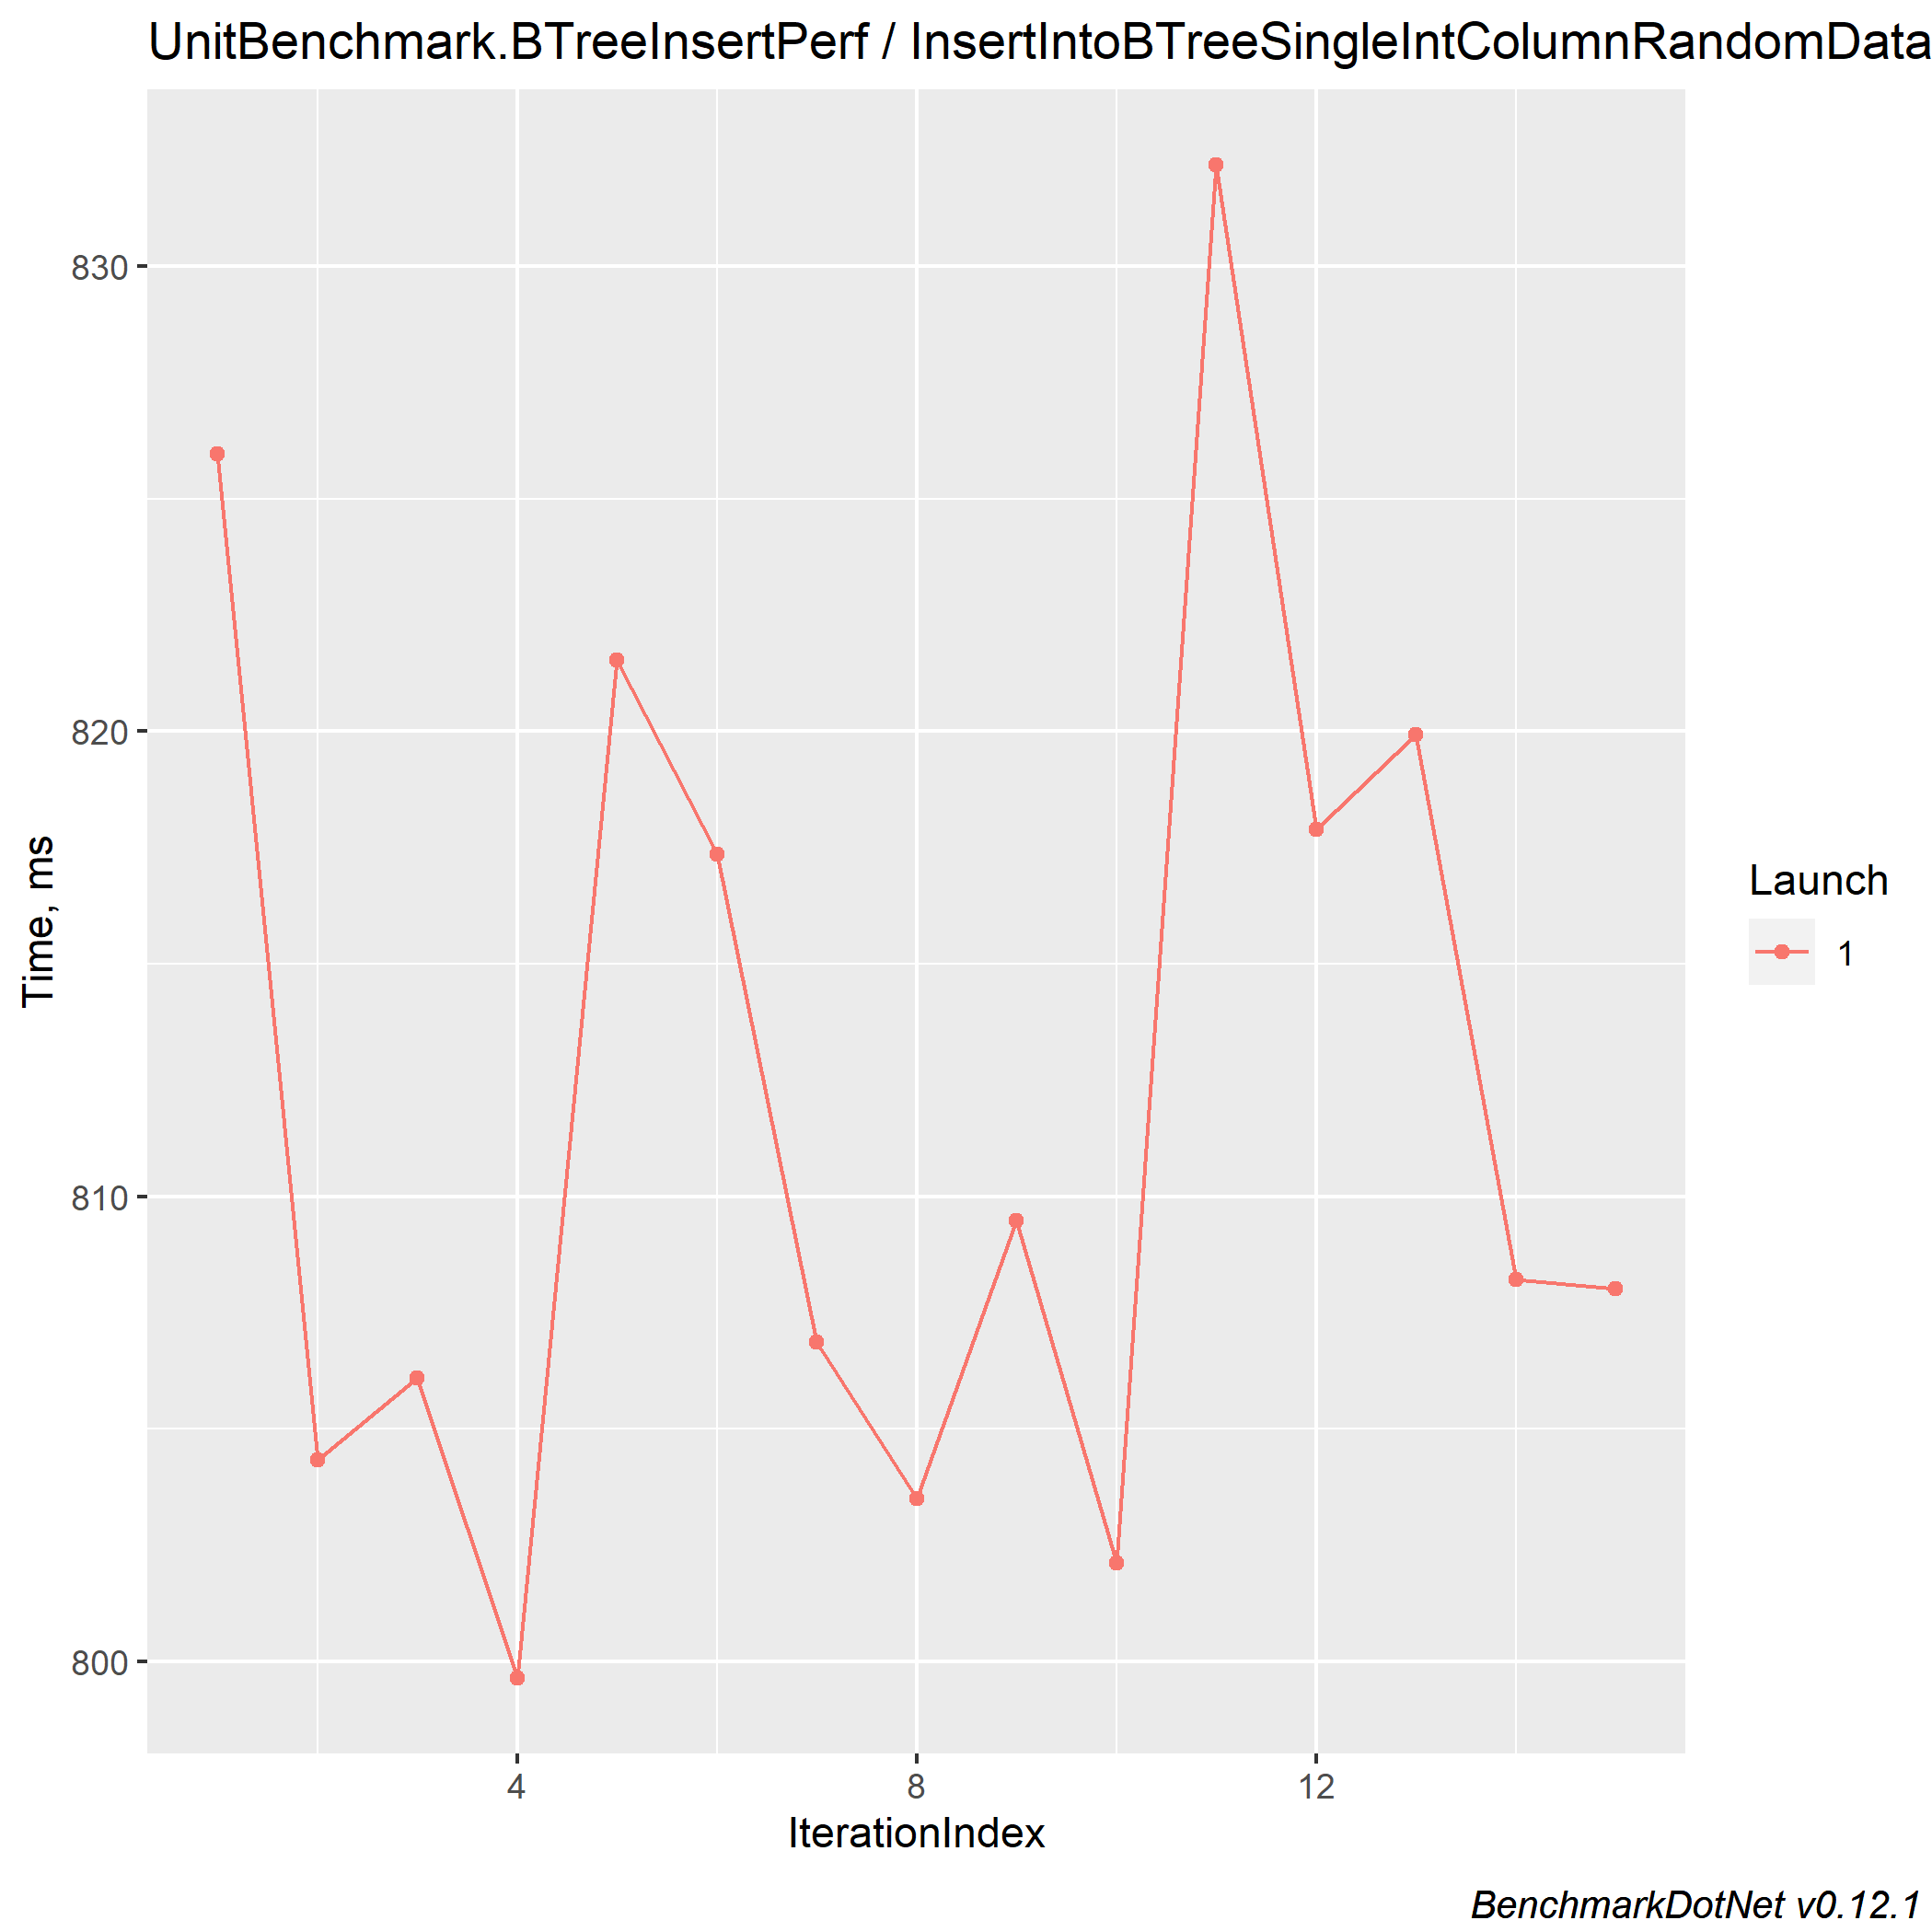 UnitBenchmark.BTreeInsertPerf / InsertIntoBTreeSingleIntColumnRandomData
830
820
810
800
Time, ms
4
8
12
IterationIndex
Launch
1
BenchmarkDotNet v0.12.1